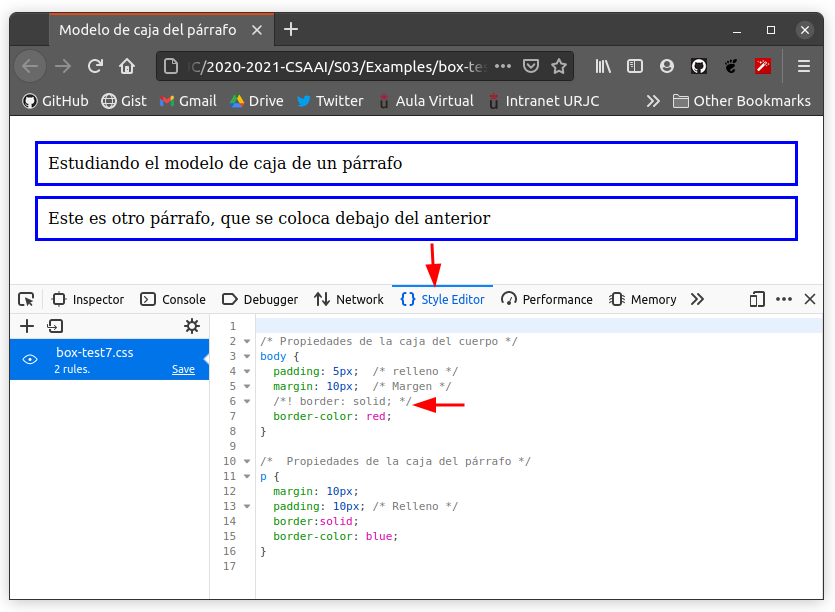 Modelo de caja del párrafo
C/2020-2021-CSAAI/S03/Examples/box-tes
GitHub Gist Gmail Drive Twitter Aula Virtual Intranet URJC Other Bookmarks
Estudiando el modelo de caja de un párrafo
Este es otro párrafo, que se coloca debajo del anterior
Inspector Console Debugger Network Style Editor Performance Memory
box-test7.css
2 rules. Save
1
2 /* Propiedades de la caja del cuerpo */
3 body {
4 padding: 5px; /* relleno */
5 margin: 10px; /* Margen */
6 /*! border: solid; */
7 border-color: red;
8 }
9
10 /* Propiedades de la caja del párrafo */
11 p {
12 margin: 10px;
13 padding: 10px; /* Relleno */
14 border:solid;
15 border-color: blue;
16 }
17